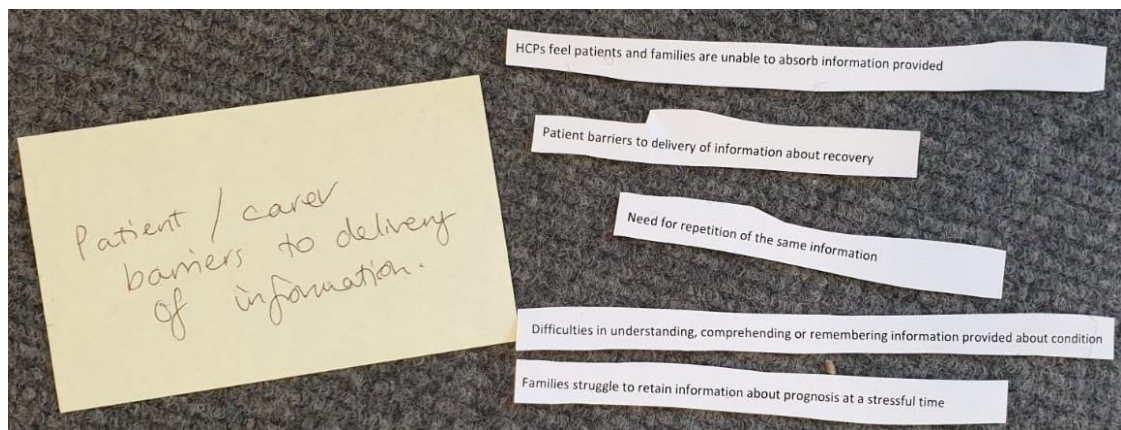 Patient / carer
barriers to delivery
of information.
HCPs feel patients and families are unable to absorb information provided
Patient barriers to delivery of information about recovery
Need for repetition of the same information
Difficulties in understanding, comprehending or remembering information provided about condition
Families struggle to retain information about prognosis at a stressful time